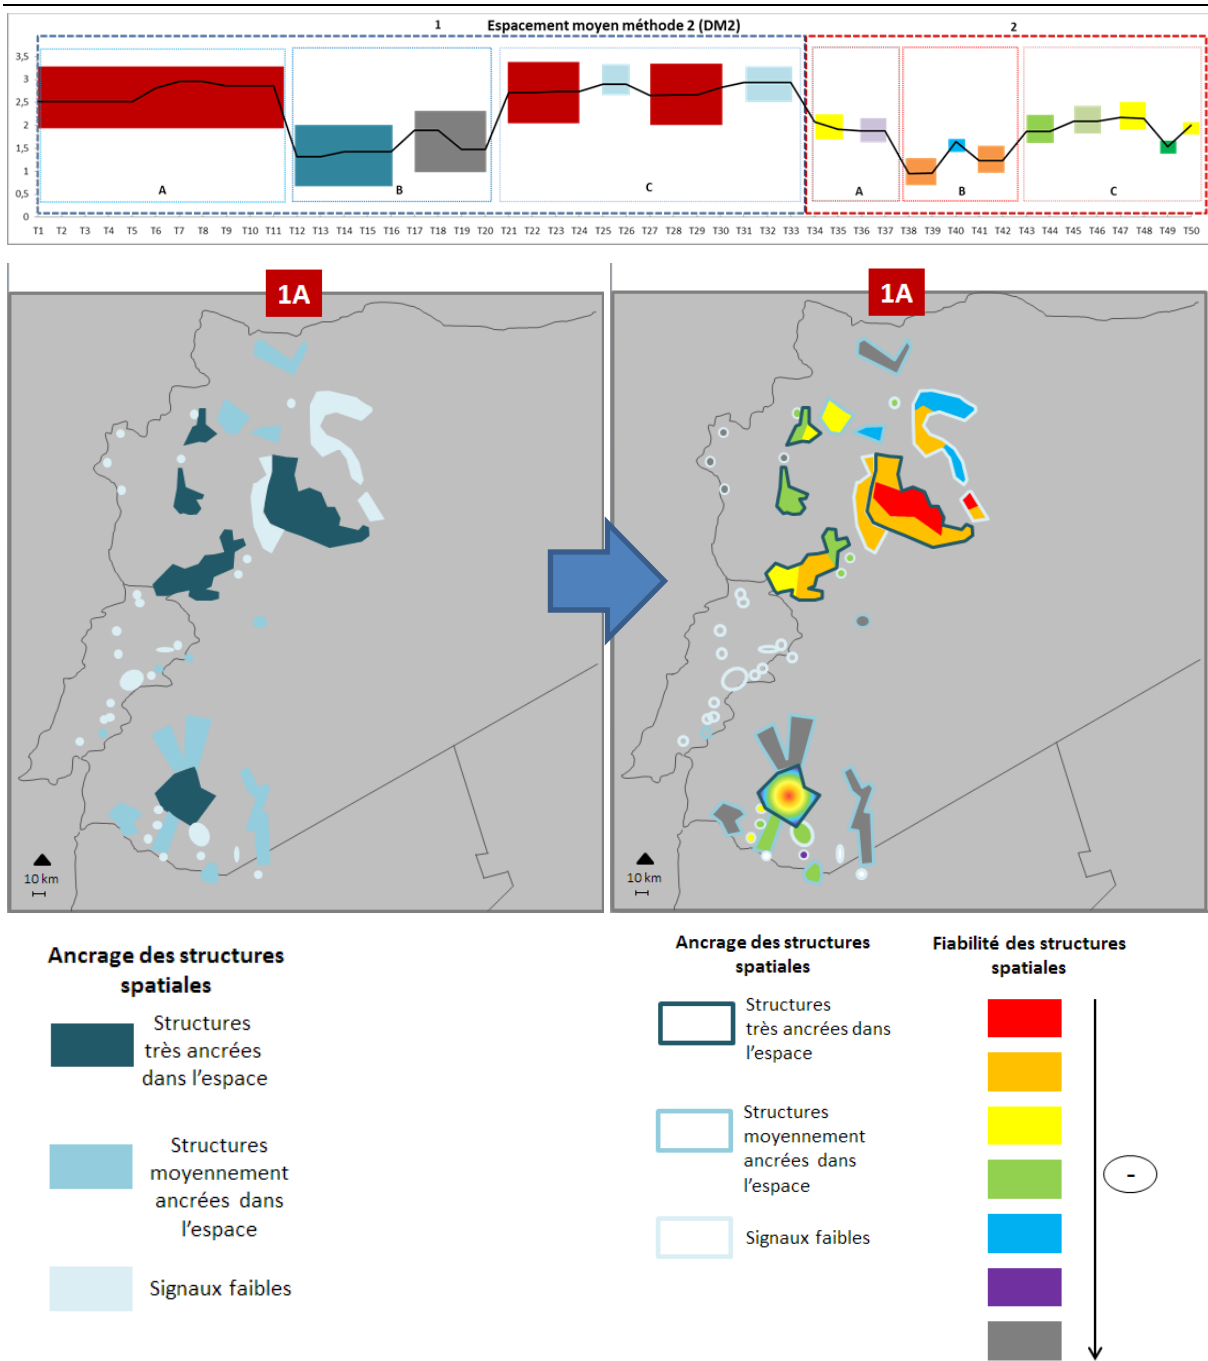 1
Espacement moyen méthode 2 (DM2)
2
3,5
3
2,5
2
1,5
1
0,5
0
A
B
C
A
B
C
T1 T2 T3 T4 T5 T6 T7 T8 T9 T10 T11 T12 T13 T14 T15 T16 T17 T18 T19 T20 T21 T22 T23 T24 T25 T26 T27 T28 T29 T30 T31 T32 T33 T34 T35 T36 T37 T38 T39 T40 T41 T42 T43 T44 T45 T46 T47 T48 T49 T50
1A
1A
10 km
10 km
Ancrage des structures
spatiales
Structures
très ancrées
dans l'espace
Structures
moyennement
ancrées dans
l'espace
Signaux faibles
Ancrage des structures
spatiales
Structures
très ancrées dans
l'espace
Structures
moyennement
ancrées dans
l'espace
Signaux faibles
Fiabilité des structures
spatiales
-